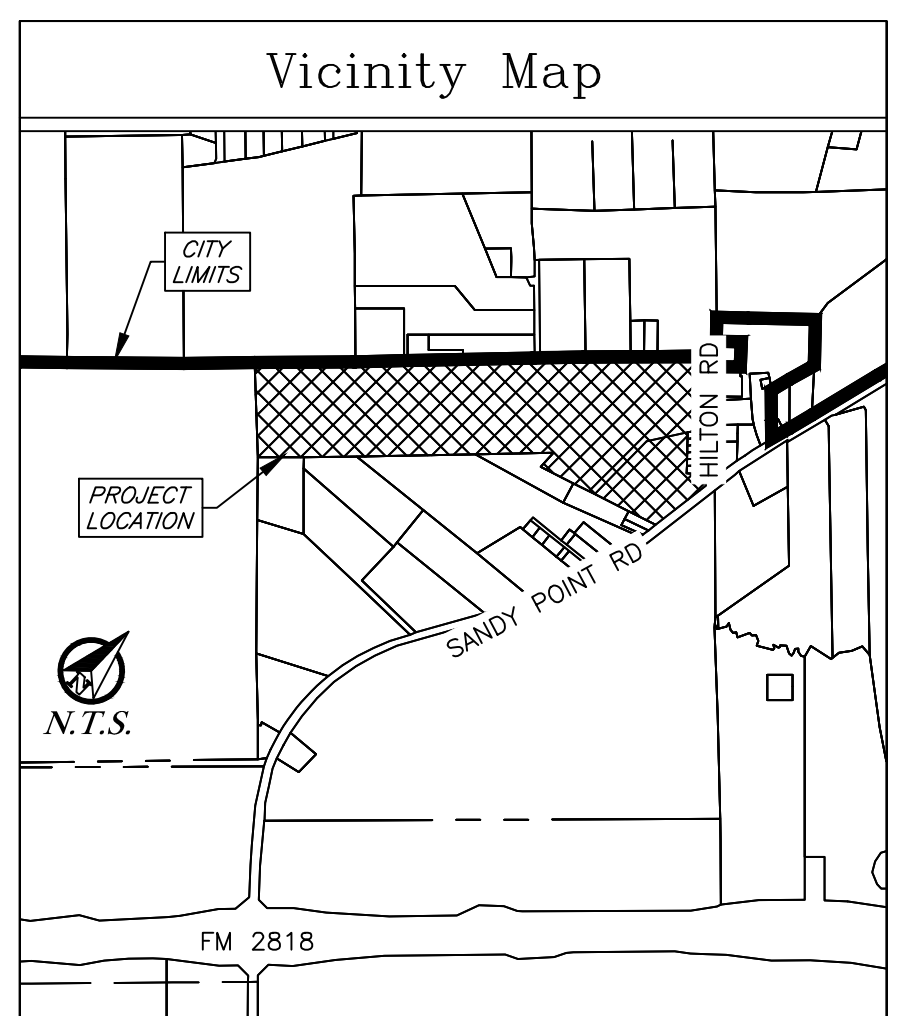 Vicinity Map
CITY
LIMITS
HILTON RD
PROJECT
LOCATION
SANDY POINT RD
N
N.T.S.
FM 2818